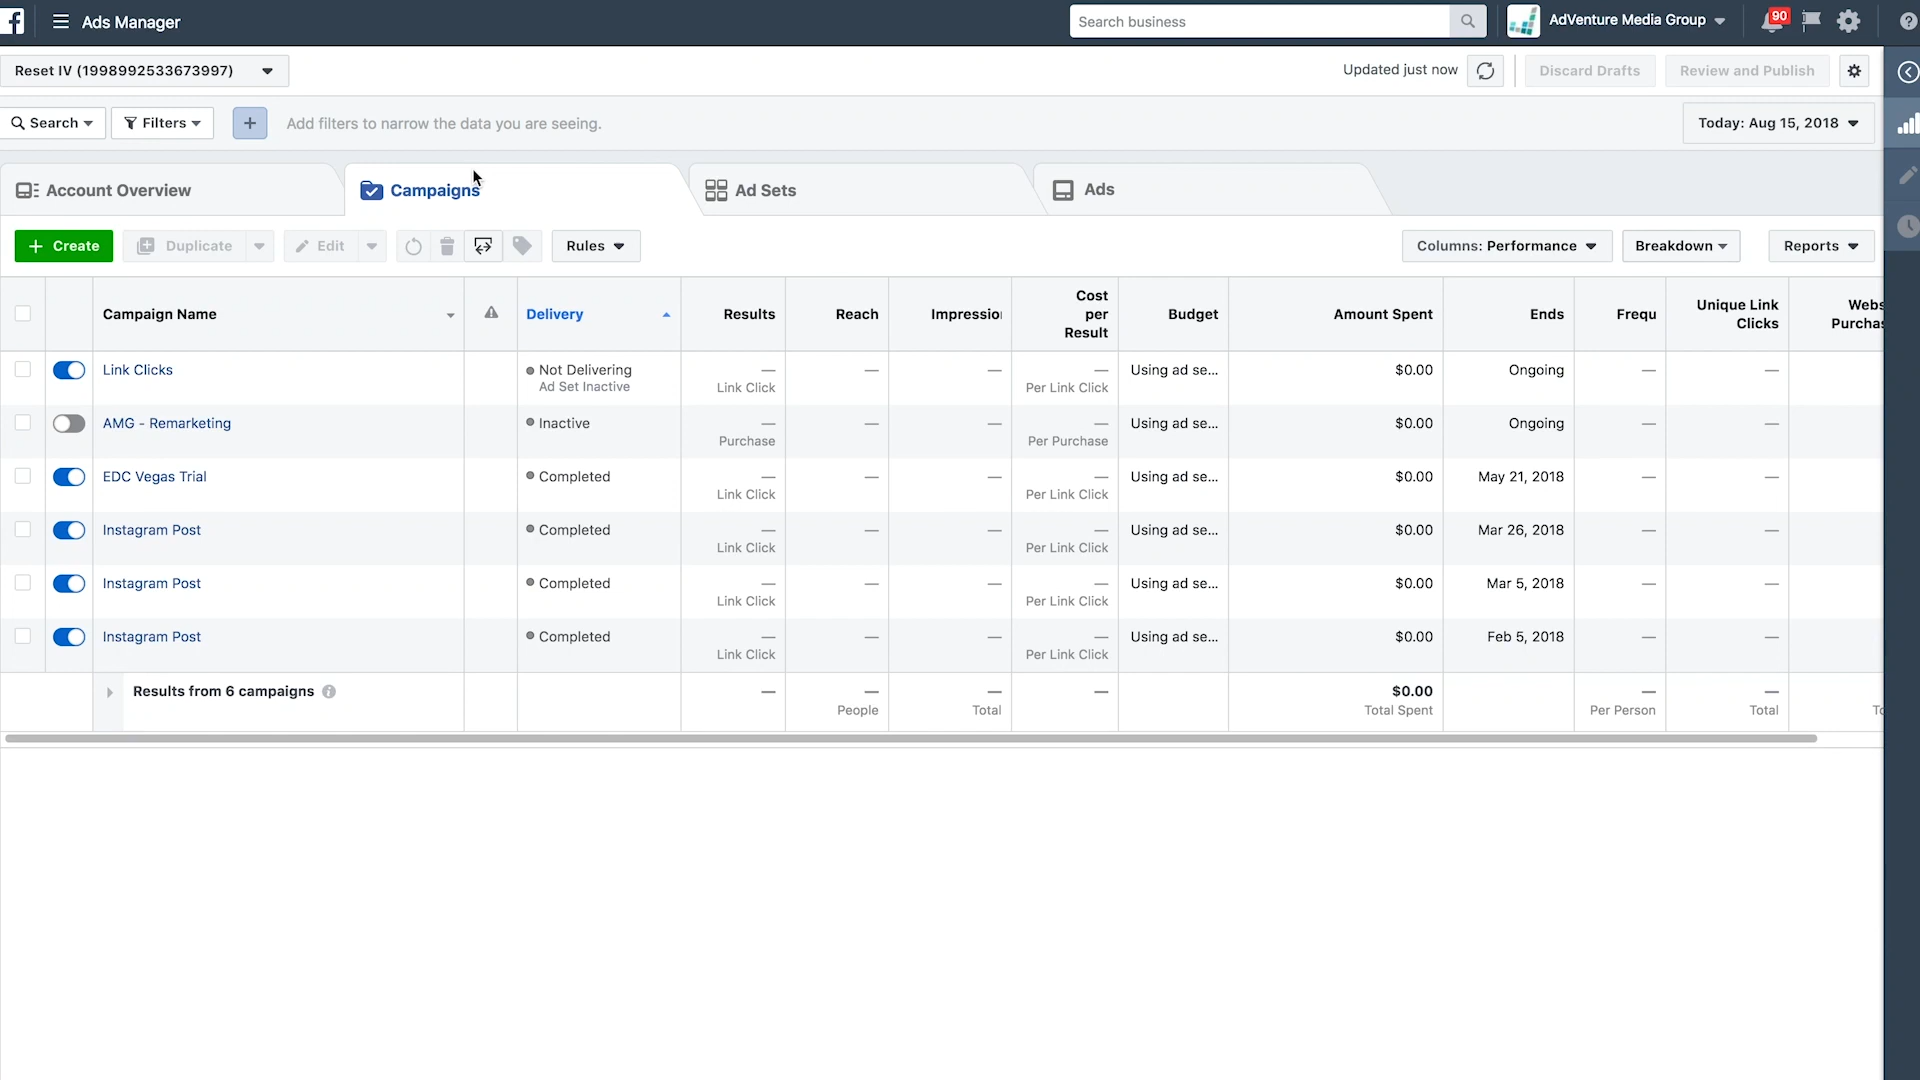 Ads Manager
Search business
AdVenture Media Group
90
Reset IV (1998992533673997)
Updated just now
Discard Drafts
Review and Publish
Search
Filters
Add filters to narrow the data you are seeing.
Today: Aug 15, 2018
Account Overview
Campaigns
Ad Sets
Ads
+ Create
Duplicate
Edit
Rules
Columns: Performance
Breakdown
Reports
Campaign Name
Delivery
Results
Reach
Impressio
Cost
per
Result
Budget
Amount Spent
Ends
Frequ
Unique Link
Clicks
Webs
Purcha
Link Clicks
Not Delivering
Ad Set Inactive
—
Link Click
—
—
—
Per Link Click
Using ad se...
$0.00
Ongoing
—
—
AMG - Remarketing
Inactive
—
Purchase
—
—
—
Per Purchase
Using ad se...
$0.00
Ongoing
—
—
EDC Vegas Trial
Completed
—
Link Click
—
—
—
Per Link Click
Using ad se...
$0.00
May 21, 2018
—
—
Instagram Post
Completed
—
Link Click
—
—
—
Per Link Click
Using ad se...
$0.00
Mar 26, 2018
—
—
Instagram Post
Completed
—
Link Click
—
—
—
Per Link Click
Using ad se...
$0.00
Mar 5, 2018
—
—
Instagram Post
Completed
—
Link Click
—
—
—
Per Link Click
Using ad se...
$0.00
Feb 5, 2018
—
—
Results from 6 campaigns
—
—
People
—
Total
—
$0.00
Total Spent
—
Per Person
—
Total